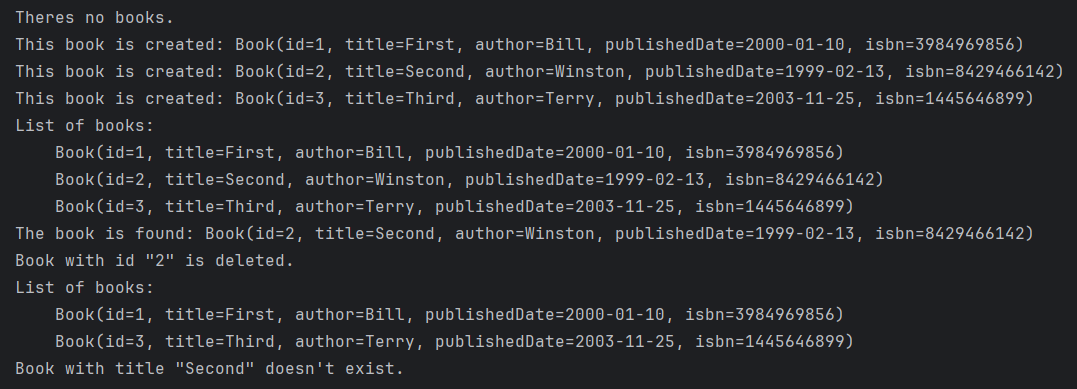 Theres no books.
This book is created: Book(id=1, title=First, author=Bill, publishedDate=2000-01-10, isbn=3984969856)
This book is created: Book(id=2, title=Second, author=Winston, publishedDate=1999-02-13, isbn=8429466142)
This book is created: Book(id=3, title=Third, author=Terry, publishedDate=2003-11-25, isbn=1445646899)
List of books:
    Book(id=1, title=First, author=Bill, publishedDate=2000-01-10, isbn=3984969856)
    Book(id=2, title=Second, author=Winston, publishedDate=1999-02-13, isbn=8429466142)
    Book(id=3, title=Third, author=Terry, publishedDate=2003-11-25, isbn=1445646899)
The book is found: Book(id=2, title=Second, author=Winston, publishedDate=1999-02-13, isbn=8429466142)
Book with id "2" is deleted.
List of books:
    Book(id=1, title=First, author=Bill, publishedDate=2000-01-10, isbn=3984969856)
    Book(id=3, title=Third, author=Terry, publishedDate=2003-11-25, isbn=1445646899)
Book with title "Second" doesn't exist.